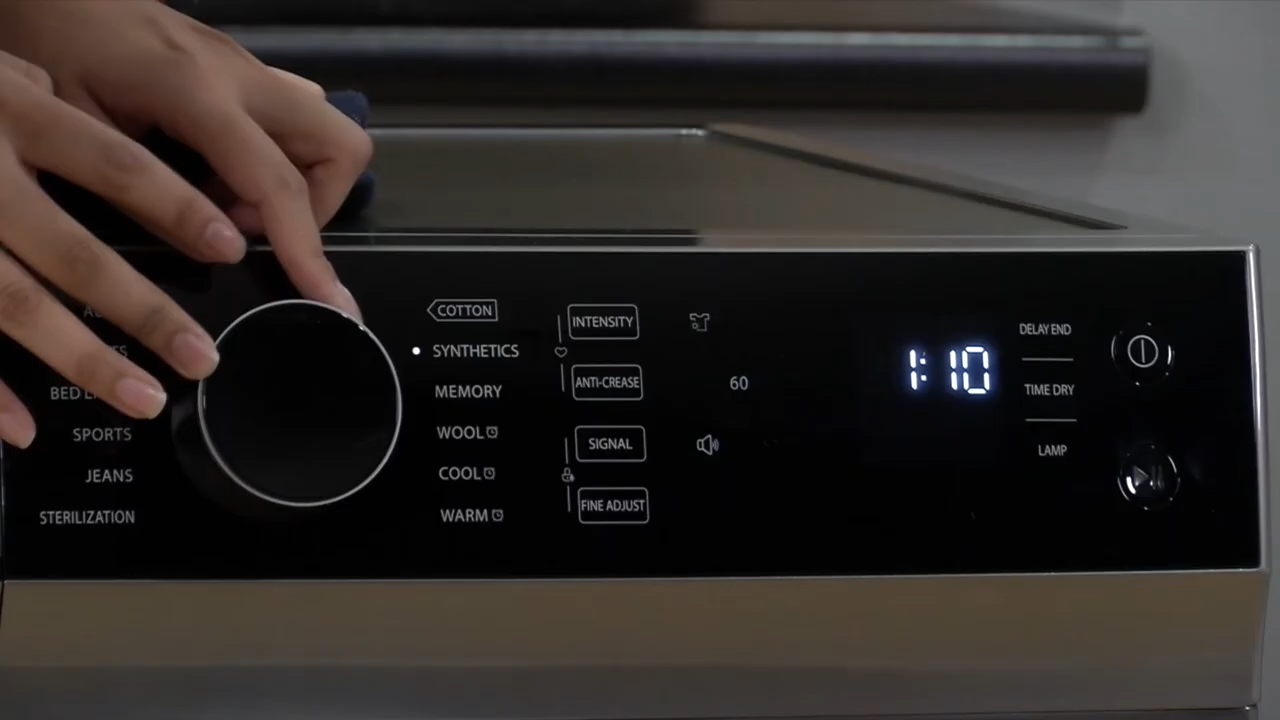 BED
SPORTS
JEANS
STERILIZATION
COTTON
SYNTHETICS
MEMORY
WOOL
COOL
WARM
INTENSITY
ANTI-CREASE
SIGNAL
FINE ADJUST
60
1:10
DELAY END
TIME DRY
LAMP